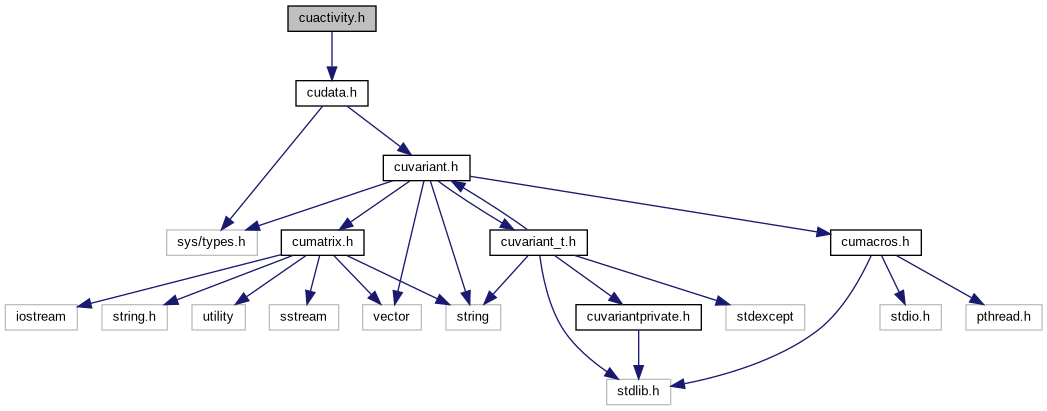 cuactivity.h
cudata.h
cuvariant.h
sys/types.h
cumatrix.h
cuvariant_t.h
cumacros.h
iostream
string.h
utility
sstream
vector
string
cuvariantprivate.h
stdexcept
stdio.h
pthread.h
stdlib.h